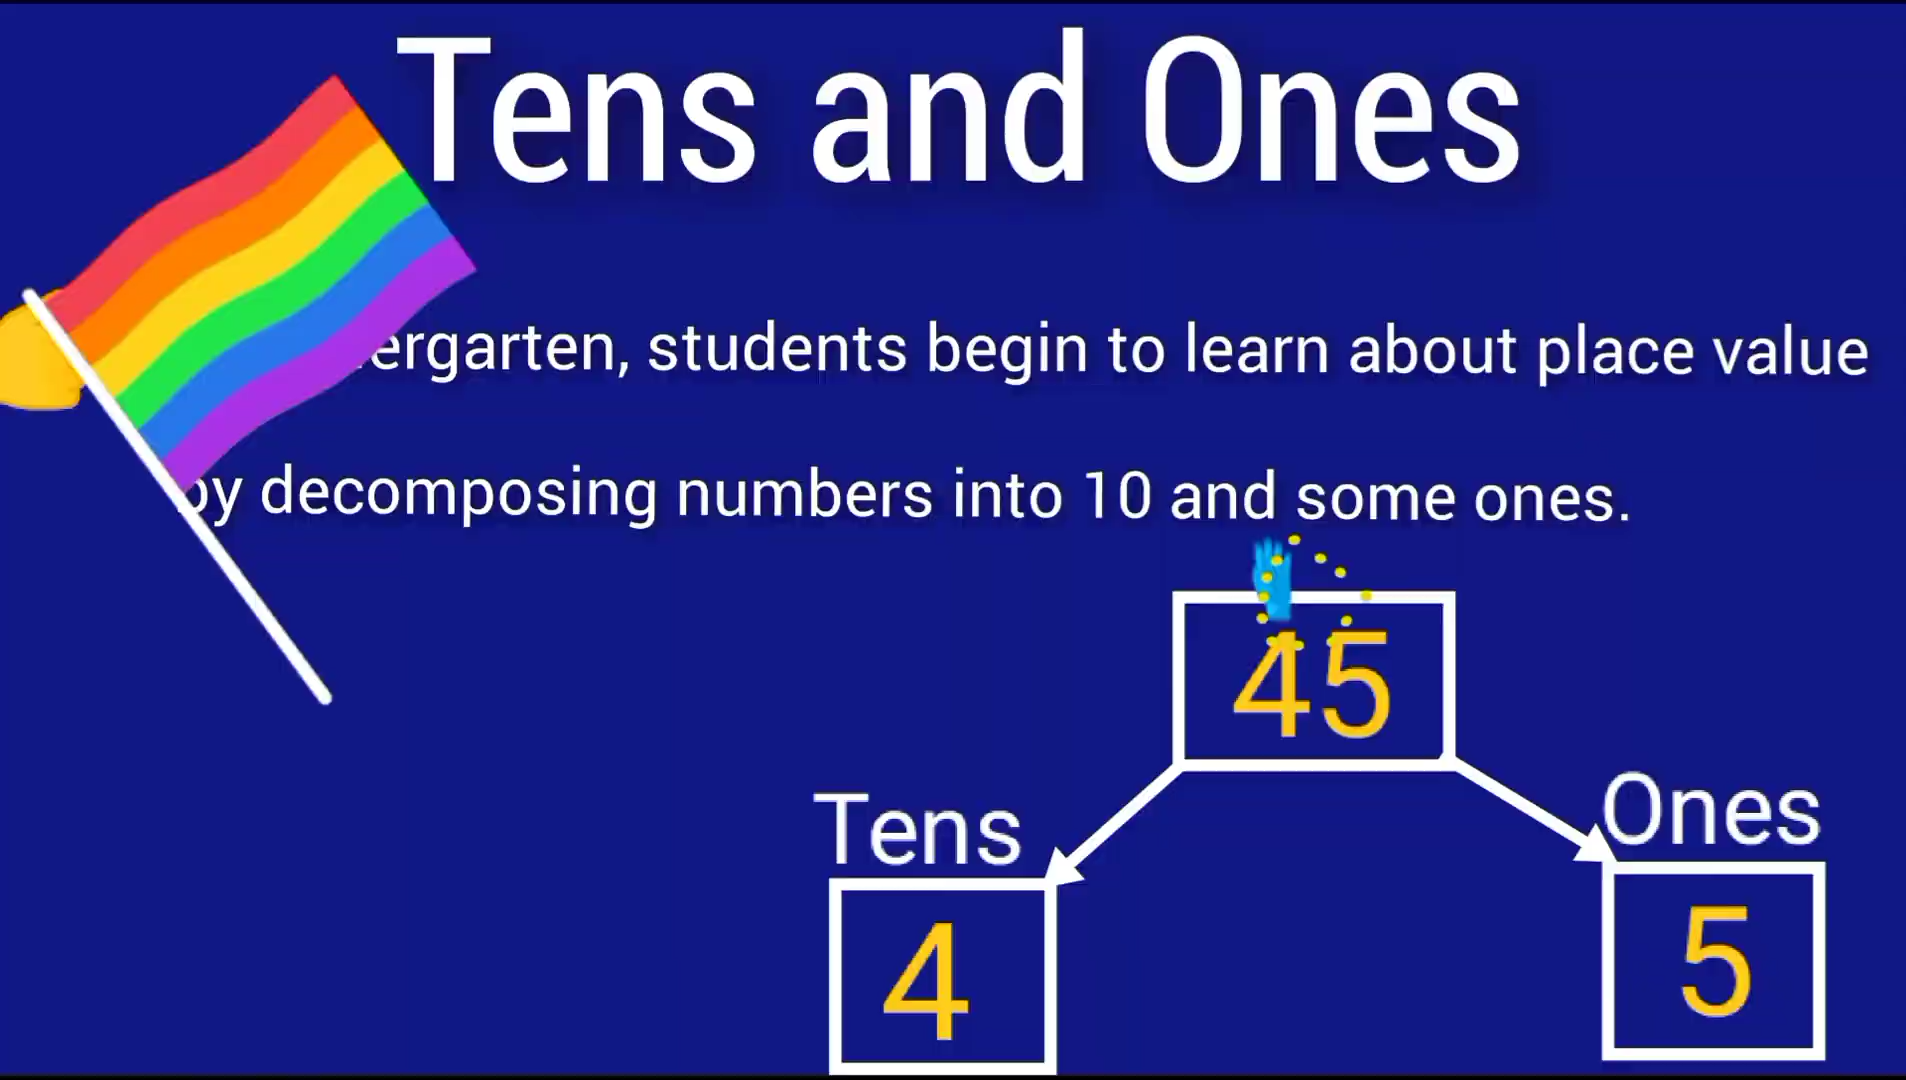 Tens and Ones
ergarten, students begin to learn about place value
by decomposing numbers into 10 and some ones.
45
Tens
Ones
4
5